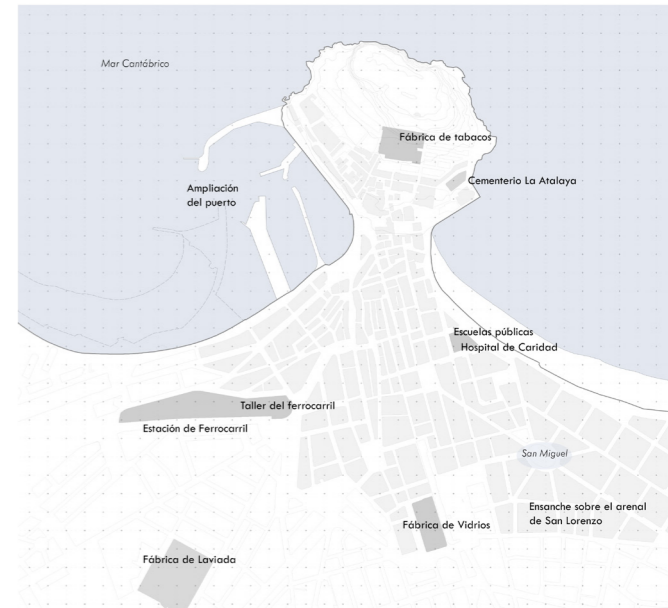 Mar Cantábrico
Fábrica de tabacos
Cementerio La Atalaya
Ampliación
del puerto
Escuelas públicas
Hospital de Caridad
Taller del ferrocarril
Estación de Ferrocarril
San Miguel
Ensanche sobre el arenal
de San Lorenzo
Fábrica de Vidrios
Fábrica de Laviada